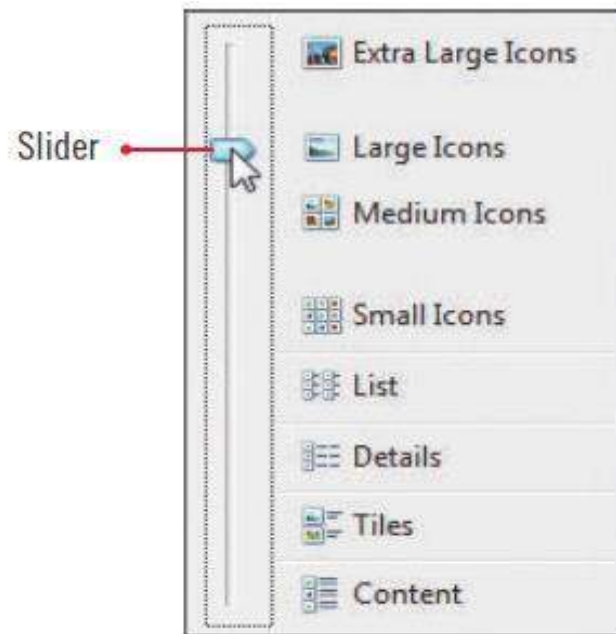 Extra Large Icons
Slider
Large Icons
Medium Icons
Small Icons
List
Details
Tiles
Content